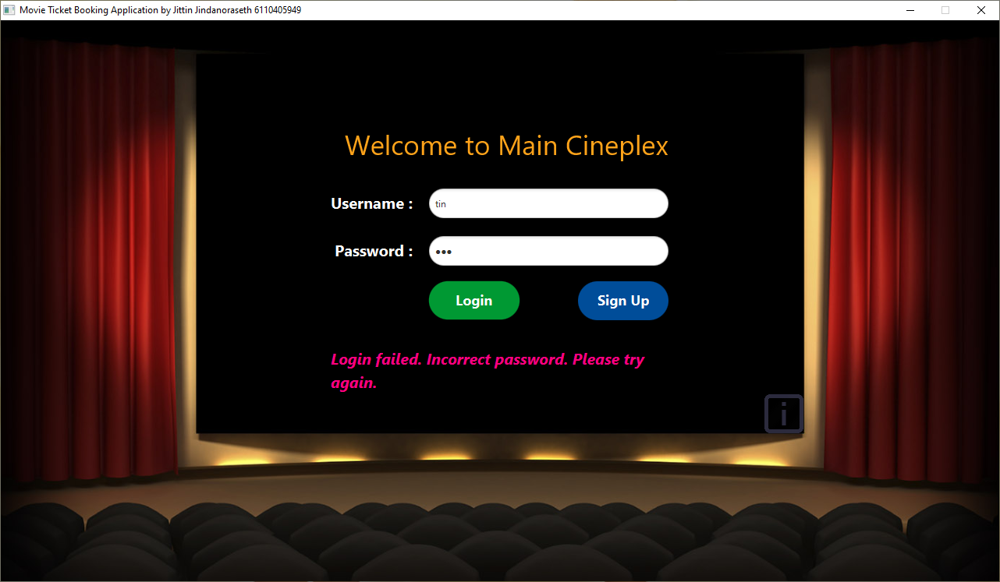 Movie Ticket Booking Application by Jittin Jindanoraseth 6110405949
Welcome to Main Cineplex
Username :
tin
Password :
•••
Login
Sign Up
Login failed. Incorrect password. Please try
again.
i